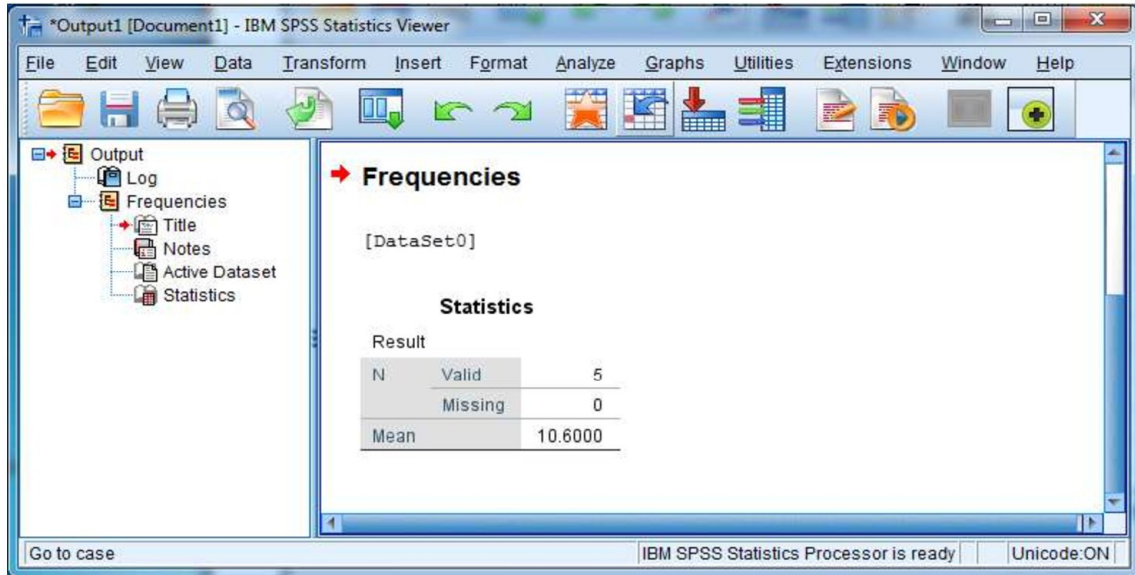 *Output1 [Document1] - IBM SPSS Statistics Viewer
File Edit View Data Transform Insert Format Analyze Graphs Utilities Extensions Window Help
Output
Log
Frequencies
Title
Notes
Active Dataset
Statistics
Frequencies
[DataSet0]
Statistics
Result
N Valid 5
Missing 0
Mean 10.6000
Go to case
IBM SPSS Statistics Processor is ready
Unicode:ON